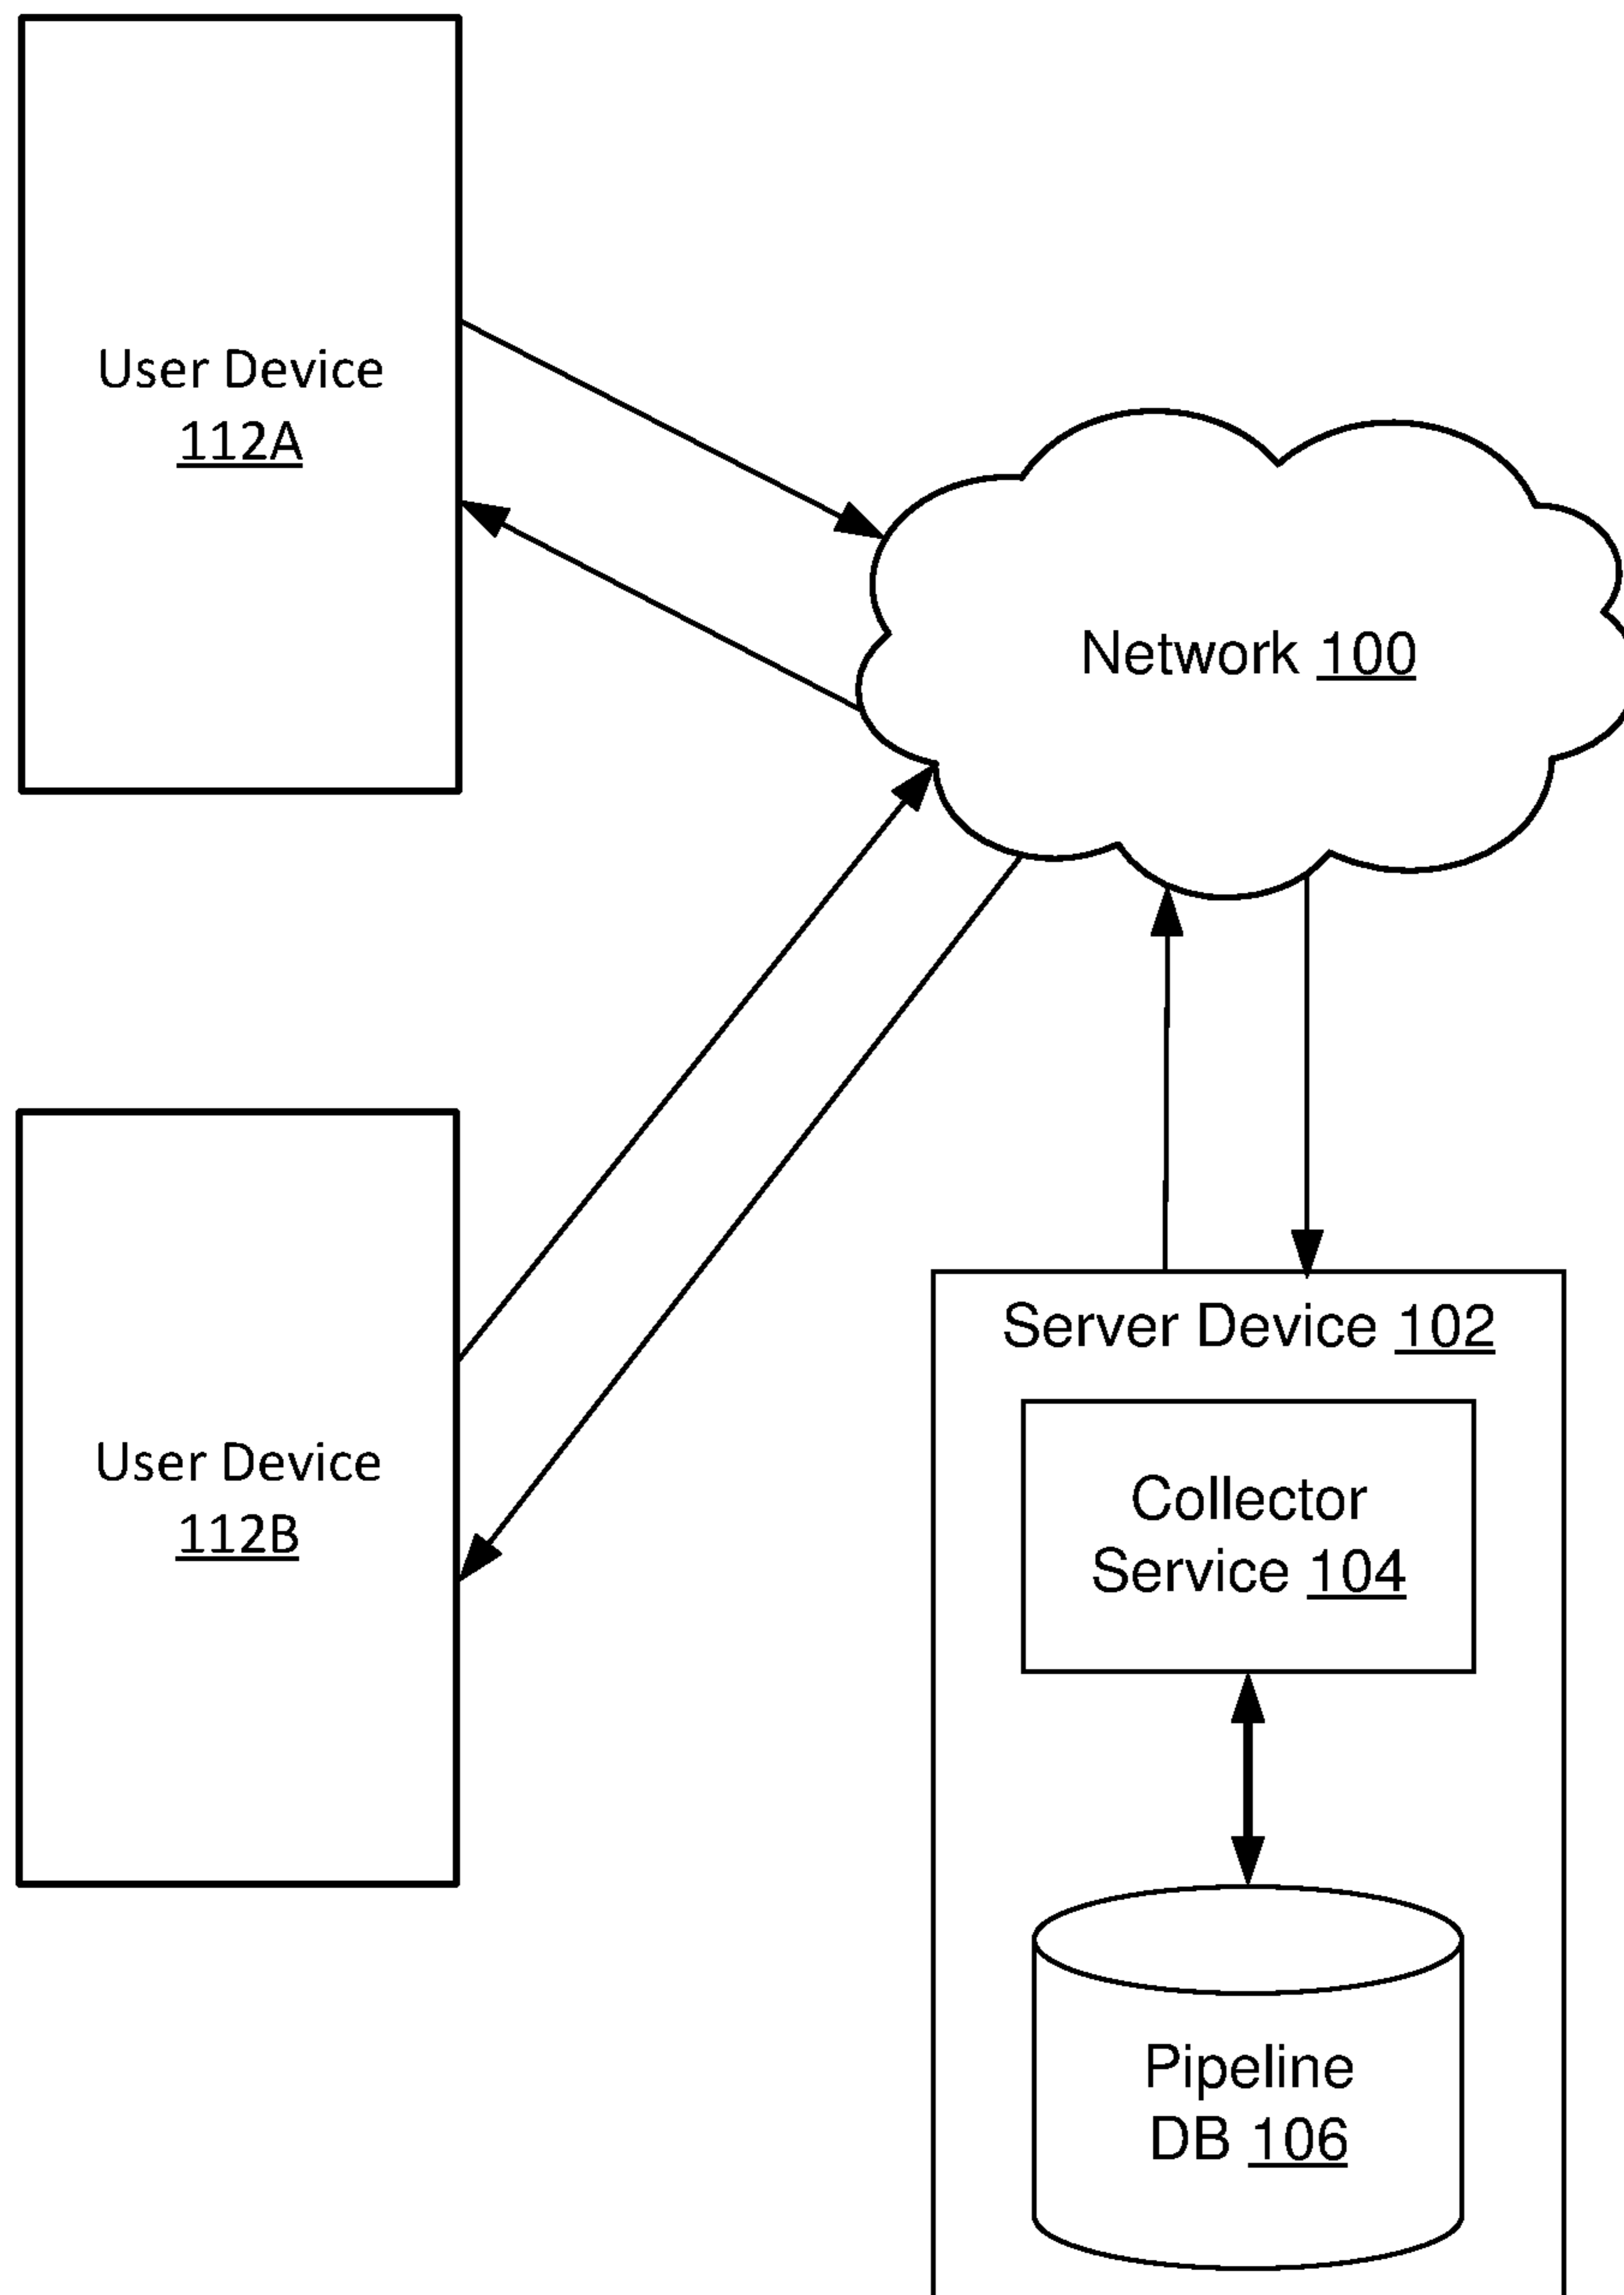 User Device
112A
Network 100
Server Device 102
User Device
112B
Collector
Service 104
Pipeline
DB 106